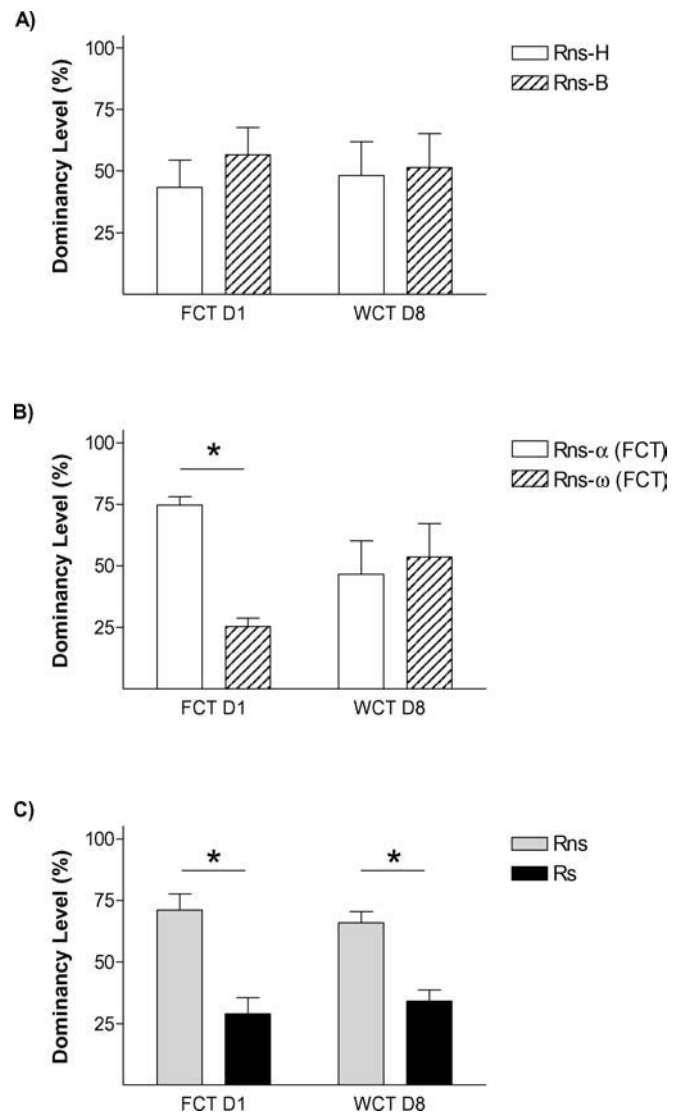 A)
Dominancy Level (%)
100
75
50
25
FCT D1
WCT D8
Rns-H
Rns-B
B)
Dominancy Level (%)
100
75
50
25
*
FCT D1
WCT D8
Rns-α (FCT)
Rns-ω (FCT)
C)
Dominancy Level (%)
100
75
50
25
*
*
FCT D1
WCT D8
Rns
Rs